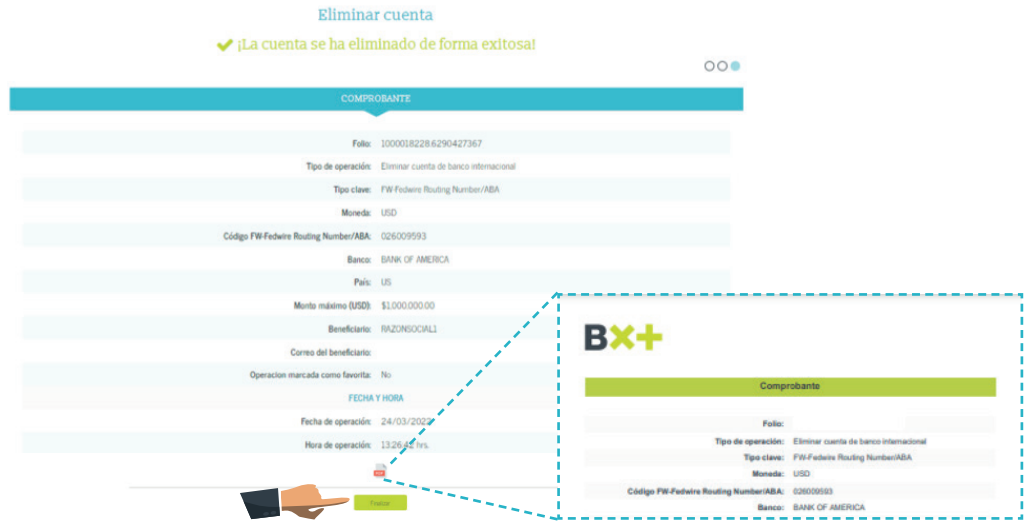 Eliminar cuenta
¡La cuenta se ha eliminado de forma exitosa!
COMPROBANTE
Folio: 1000018228.6290427367
Tipo de operación: Eliminar cuenta de banco internacional
Tipo clave: FW-Fedwire Routing Number/ABA
Moneda: USD
Código FW-Fedwire Routing Number/ABA: 026009593
Banco: BANK OF AMERICA
País: US
Monto máximo (USD): $1,000,000.00
Beneficiario: RAZONSOCIAL1
Correo del beneficiario:
Operacion marcada como favorita: No
FECHA Y HORA
Fecha de operación: 24/03/2022
Hora de operación: 13:26:42 hrs.
PDF
Finalizar
Bx+
Comprobante
Folio:
Tipo de operación: Eliminar cuenta de banco internacional
Tipo clave: FW-Fedwire Routing Number/ABA
Moneda: USD
Código FW-Fedwire Routing Number/ABA: 026009593
Banco: BANK OF AMERICA